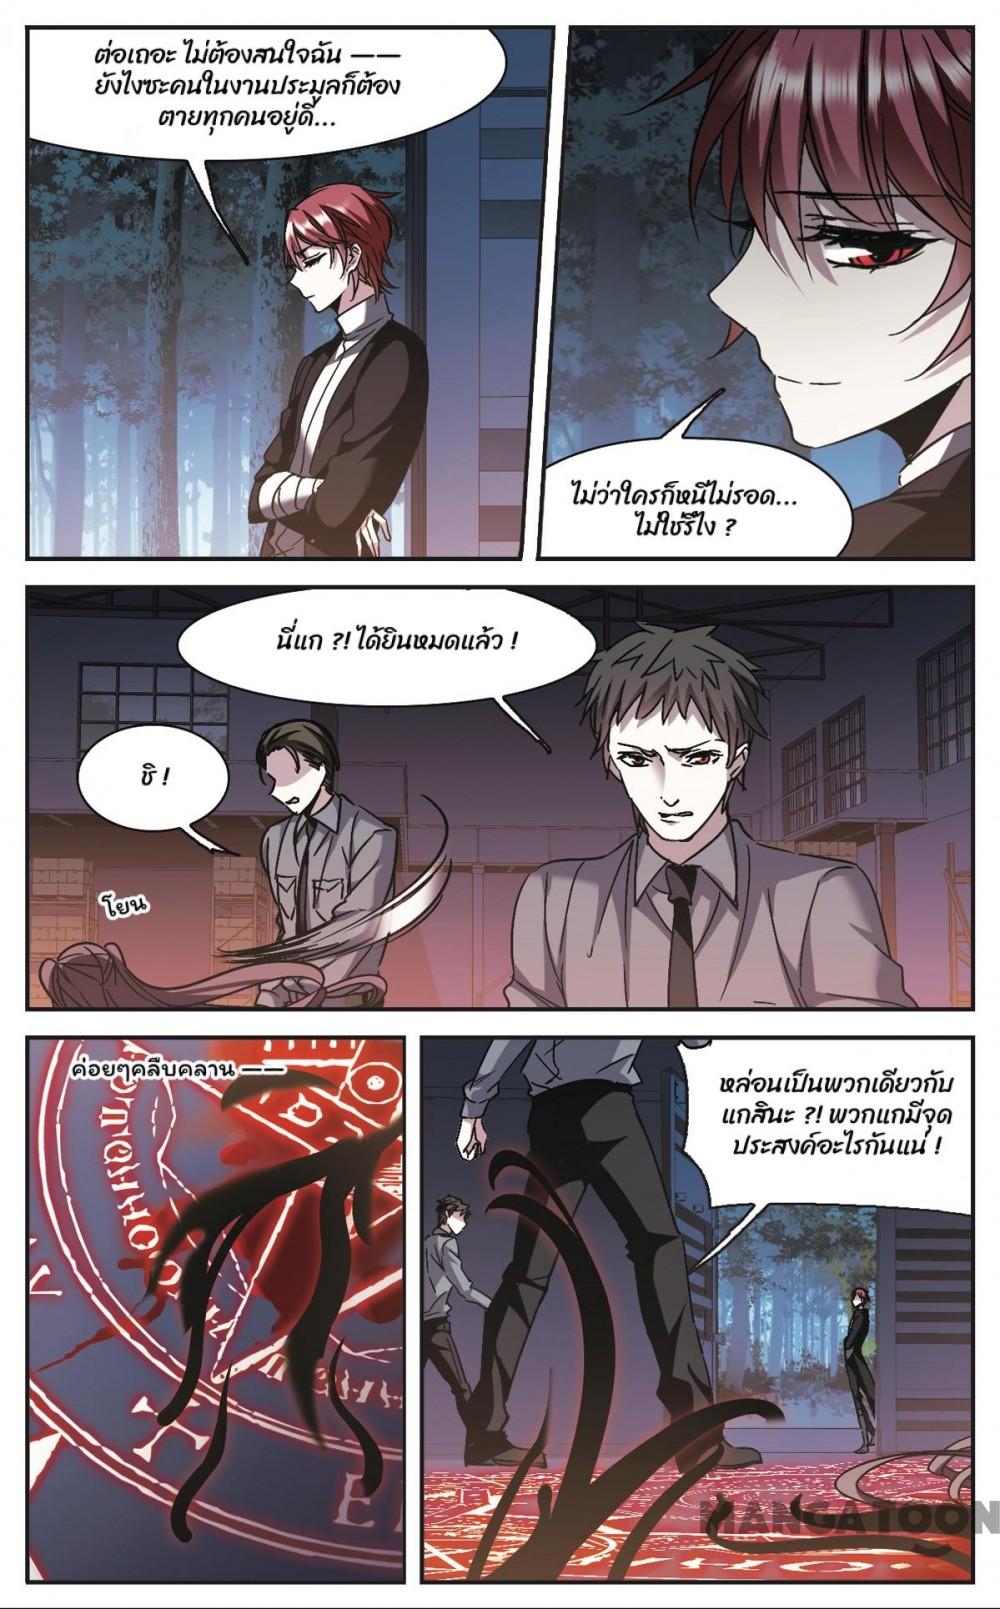 ต่อเถอะ ไม่ต้องสนใจฉัน ——
ยังไงซะคนในงานประมูลก็ต้อง
ตายทุกคนอยู่ดี...
ไม่ว่าใครก็หนีไม่รอด...
ไม่ใช่รึไง ?
นี่แก ?! ได้ยินหมดแล้ว !
ชิ !
โยน
ค่อยๆคลืบคลาน ——
หล่อนเป็นพวกเดียวกับ
แกสินะ ?! พวกแกมีจุด
ประสงค์อะไรกันแน่ !
MANGATOON